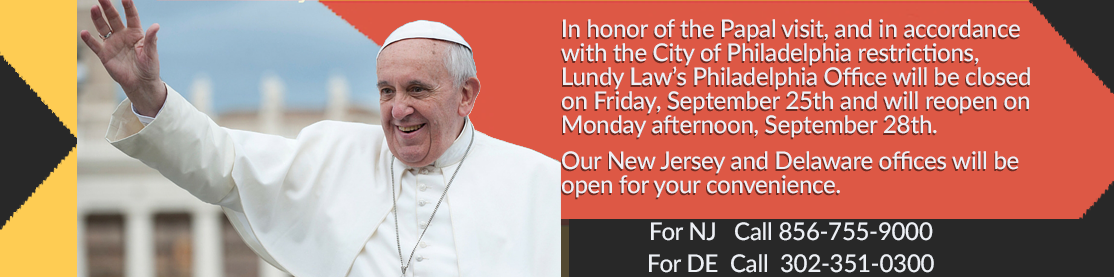 In honor of the Papal visit, and in accordance
with the City of Philadelphia restrictions,
Lundy Law's Philadelphia Office will be closed
on Friday, September 25th and will reopen on
Monday afternoon, September 28th.
Our New Jersey and Delaware offices will be
open for your convenience.
For NJ Call 856-755-9000
For DE Call 302-351-0300